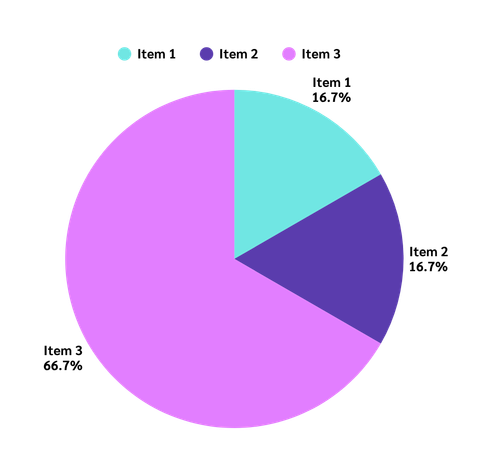 Item 1 Item 2 Item 3
Item 1
16.7%
Item 2
16.7%
Item 3
66.7%